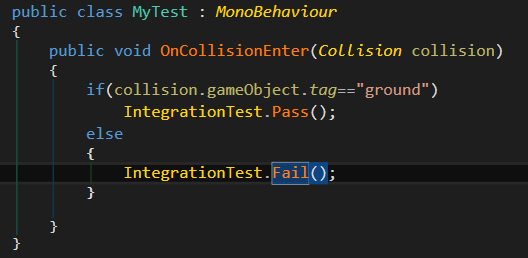 public class MyTest : MonoBehaviour
{
    public void OnCollisionEnter(Collision collision)
    {
        if(collision.gameObject.tag=="ground")
            IntegrationTest.Pass();
        else
        {
            IntegrationTest.Fail();
        }

    }
}